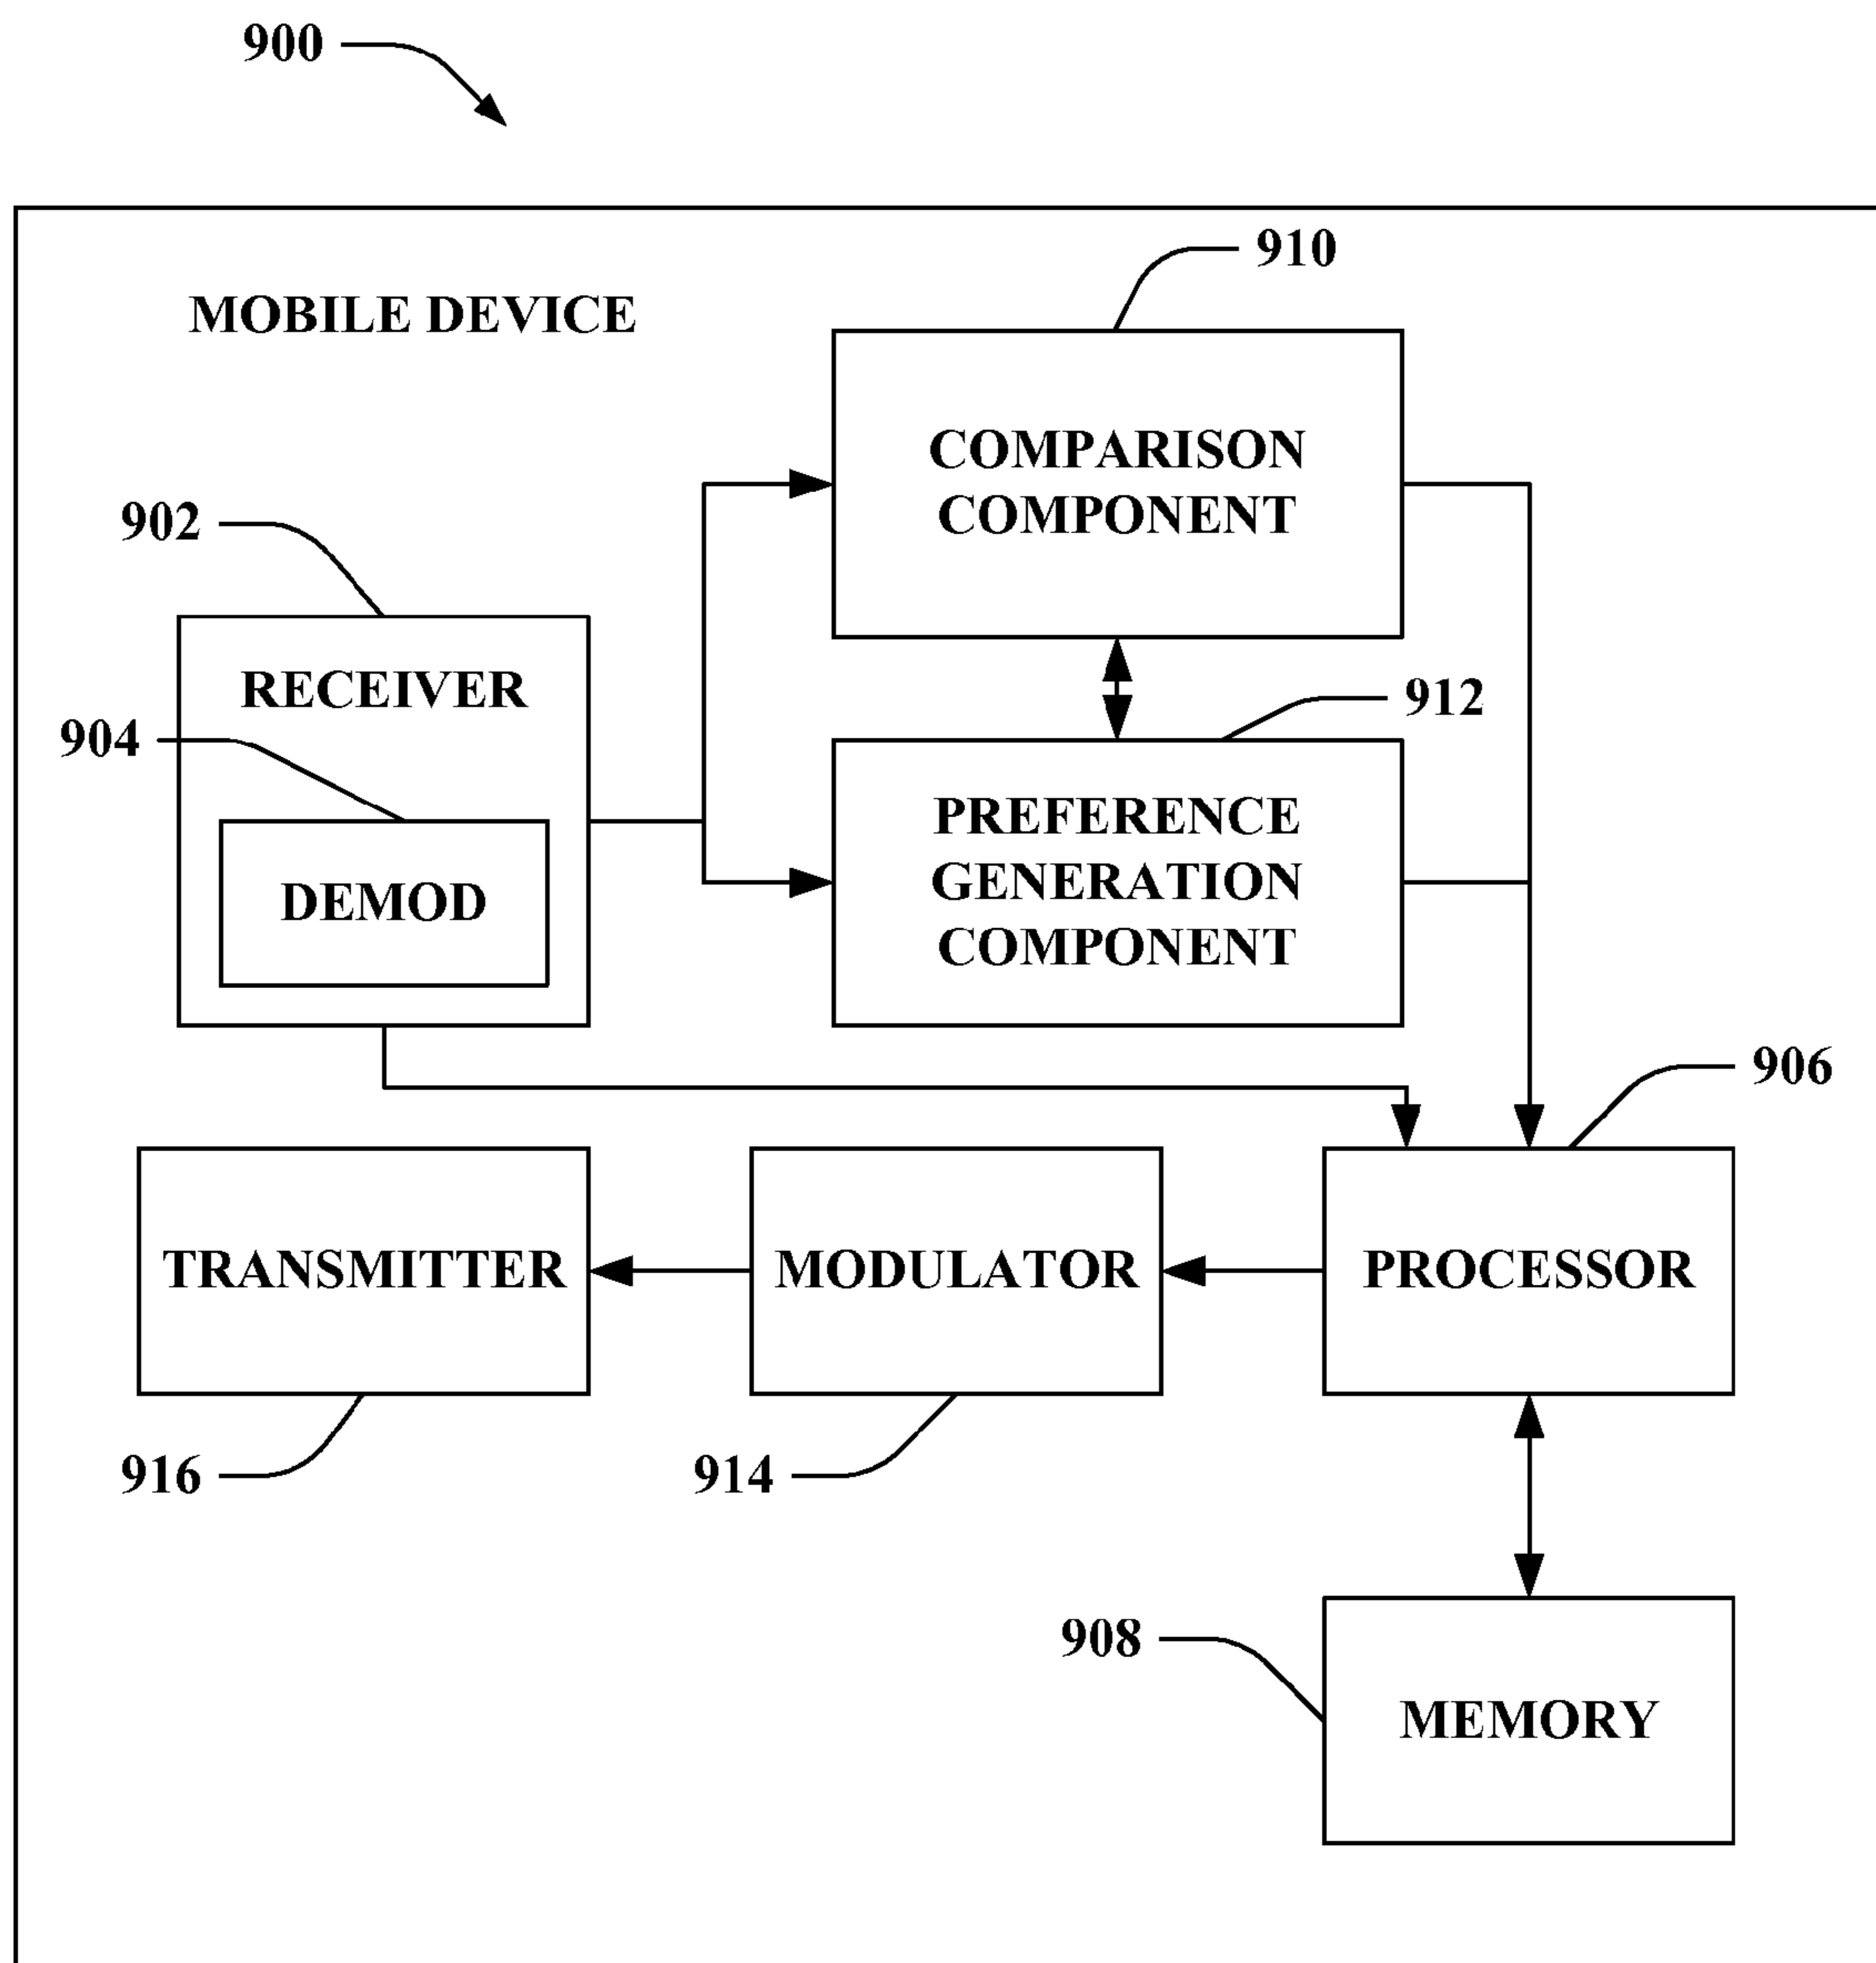 900
910
MOBILE DEVICE
COMPARISON
COMPONENT
902
RECEIVER
912
904
PREFERENCE
GENERATION
COMPONENT
DEMOD
906
TRANSMITTER
MODULATOR
PROCESSOR
916
914
908
MEMORY